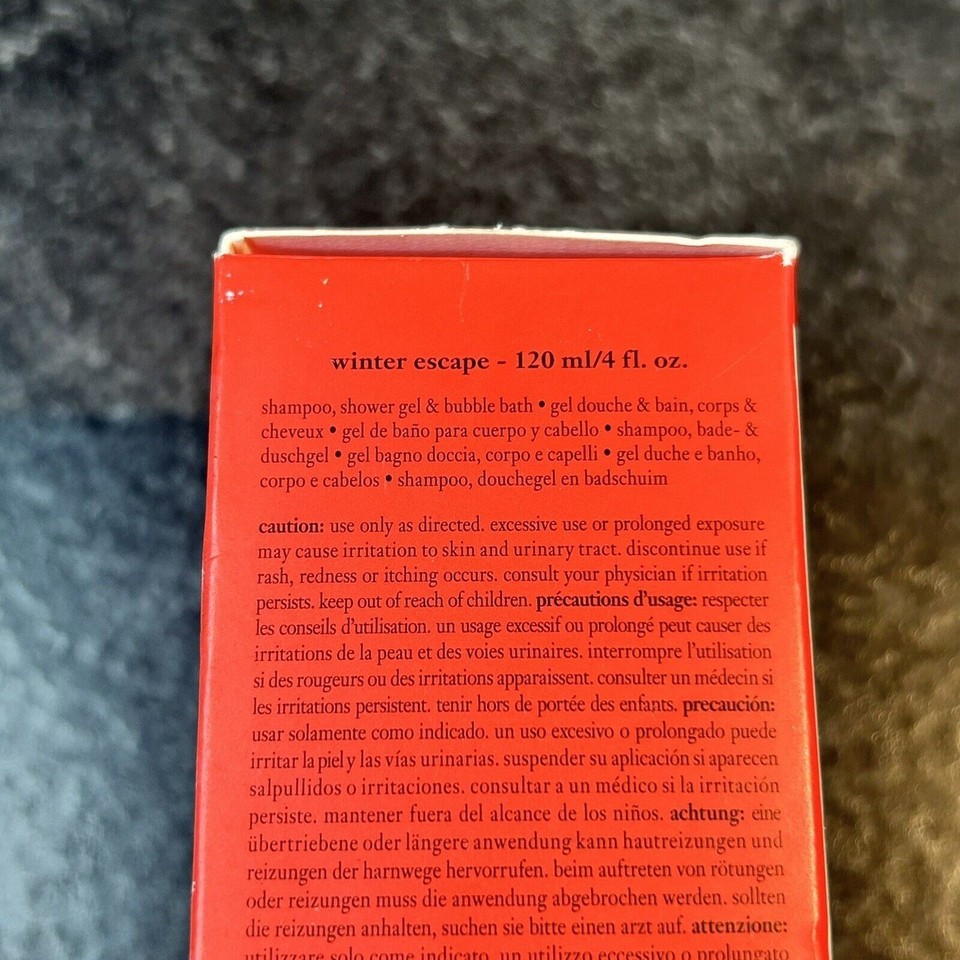 winter escape - 120 ml/4 fl. oz.
shampoo, shower gel & bubble bath • gel douche & bain, corps &
cheveux • gel de baño para cuerpo y cabello • shampoo, bade- &
duschgel • gel bagno doccia, corpo e capelli • gel duche e banho,
corpo e cabelos • shampoo, douchegel en badschuim
caution: use only as directed. excessive use or prolonged exposure
may cause irritation to skin and urinary tract. discontinue use if
rash, redness or itching occurs. consult your physician if irritation
persists. keep out of reach of children. précautions d'usage: respecter
les conseils d'utilisation. un usage excessif ou prolongé peut causer des
irritations de la peau et des voies urinaires. interrompre l'utilisation
si des rougeurs ou des irritations apparaissent. consulter un médecin si
les irritations persistent. tenir hors de portée des enfants. precaución:
usar solamente como indicado. un uso excesivo o prolongado puede
irritar la piel y las vías urinarias. suspender su aplicación si aparecen
salpullidos o irritaciones. consultar a un médico si la irritación
persiste. mantener fuera del alcance de los niños. achtung: eine
übertriebene oder längere anwendung kann hautreizungen und
reizungen der harnwege hervorrufen. beim auftreten von rötungen
oder reizungen muss die anwendung abgebrochen werden. sollten
die reizungen anhalten, suchen sie bitte einen arzt auf. attenzione:
utilizzare solo come indicato. un utilizzo eccessivo o prolungato